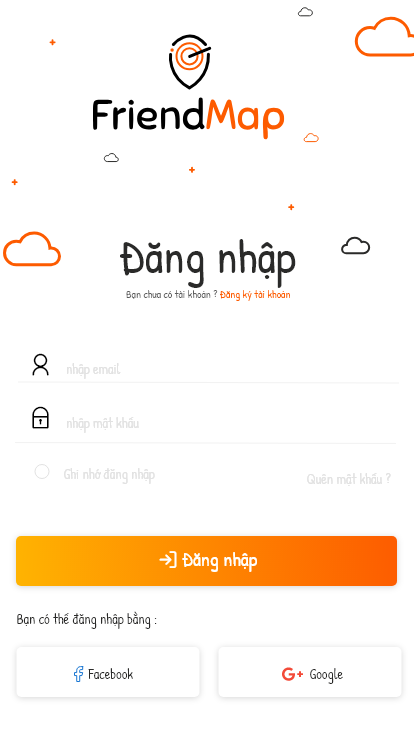 FriendMap
Đăng nhập
Bạn chưa có tài khoản ? Đăng ký tài khoản
nhập email
nhập mật khẩu
Ghi nhớ đăng nhập
Quên mật khẩu ?
Đăng nhập
Bạn có thể đăng nhập bằng :
Facebook
Google